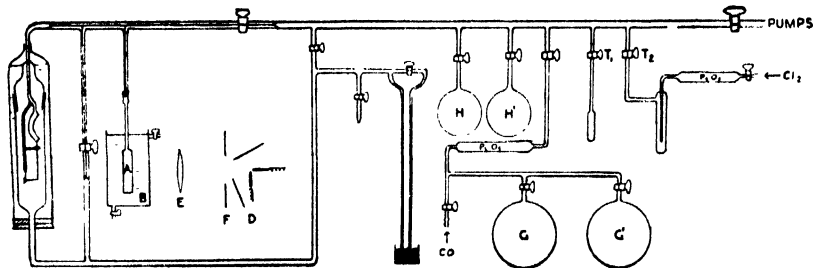 PUMPS
T₁
T₂
P₂O₅
← Cl₂
H
H'
A
B
P₂O₅
E
F
D
↑
CO
G
G'